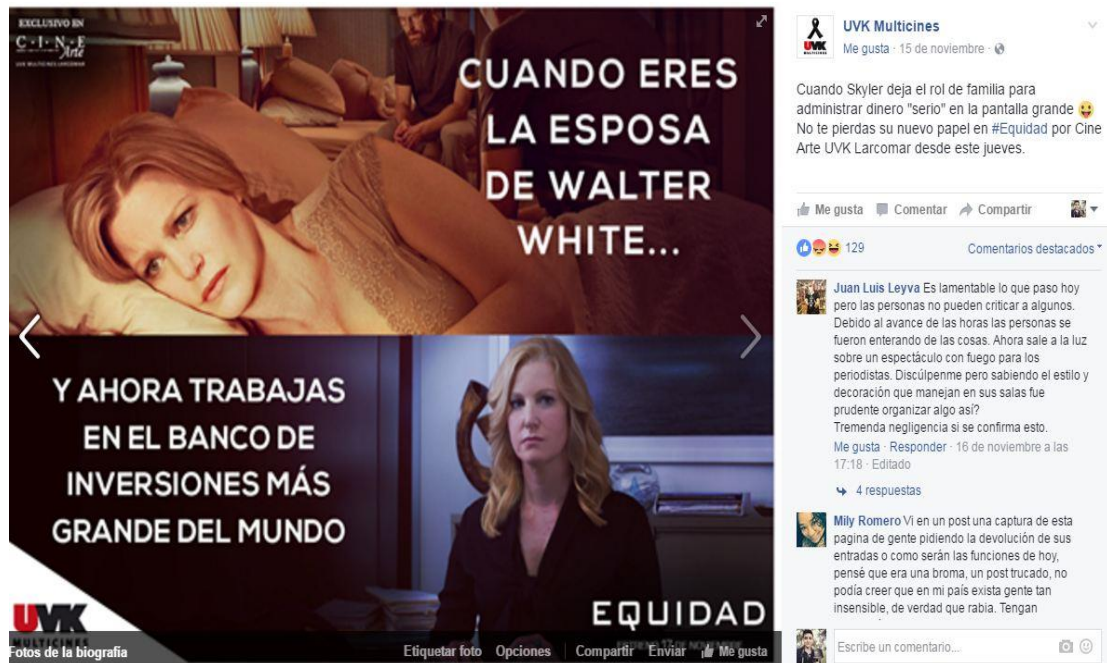 EXCLUSIVO EN
C·I·N·E
Arte
UVK MULTICINES LARCOMAR
CUANDO ERES
LA ESPOSA
DE WALTER
WHITE...
Y AHORA TRABAJAS
EN EL BANCO DE
INVERSIONES MÁS
GRANDE DEL MUNDO
UVK
MULTICINES
EQUIDAD
ESTRENO 17 DE NOVIEMBRE
Fotos de la biografía
Etiquetar foto Opciones Compartir Enviar Me gusta
UVK
MULTICINES
UVK Multicines
Me gusta · 15 de noviembre ·
Cuando Skyler deja el rol de familia para
administrar dinero "serio" en la pantalla grande
No te pierdas su nuevo papel en #Equidad por Cine
Arte UVK Larcomar desde este jueves.
Me gusta Comentar Compartir
129 Comentarios destacados
Juan Luis Leyva Es lamentable lo que paso hoy
pero las personas no pueden criticar a algunos.
Debido al avance de las horas las personas se
fueron enterando de las cosas. Ahora sale a la luz
sobre un espectáculo con fuego para los
periodistas. Discúlpenme pero sabiendo el estilo y
decoración que manejan en sus salas fue
prudente organizar algo así?
Tremenda negligencia si se confirma esto.
Me gusta · Responder · 16 de noviembre a las
17:18 · Editado
4 respuestas
Mily Romero Vi en un post una captura de esta
pagina de gente pidiendo la devolución de sus
entradas o como serán las funciones de hoy,
pensé que era una broma, un post trucado, no
podía creer que en mi país exista gente tan
insensible, de verdad que rabia. Tengan
Escribe un comentario...